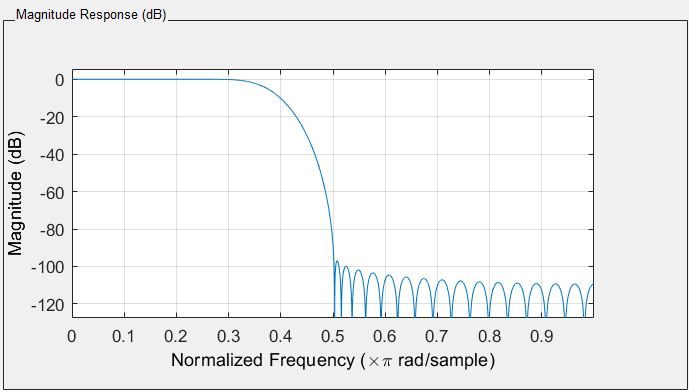 Magnitude Response (dB)
Magnitude (dB)
0
-20
-40
-60
-80
-100
-120
0 0.1 0.2 0.3 0.4 0.5 0.6 0.7 0.8 0.9
Normalized Frequency (×π rad/sample)